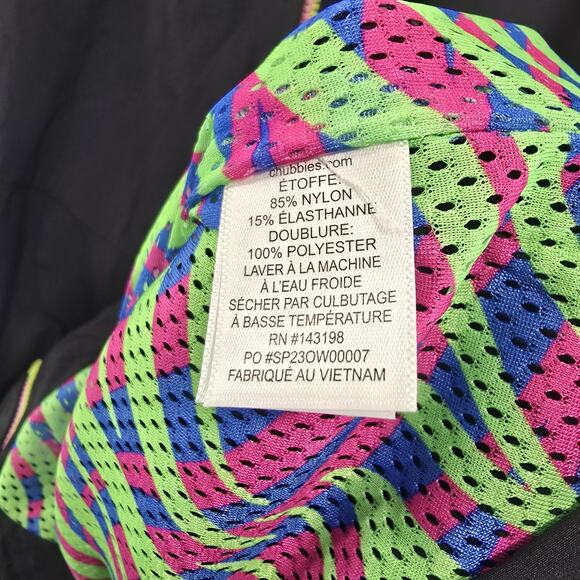 chubbies.com
ÉTOFFE:
85% NYLON
15% ÉLASTHANNE
DOUBLURE:
100% POLYESTER
LAVER À LA MACHINE
À L'EAU FROIDE
SÉCHER PAR CULBUTAGE
À BASSE TEMPÉRATURE
RN #143198
PO #SP23OW00007
FABRIQUÉ AU VIETNAM